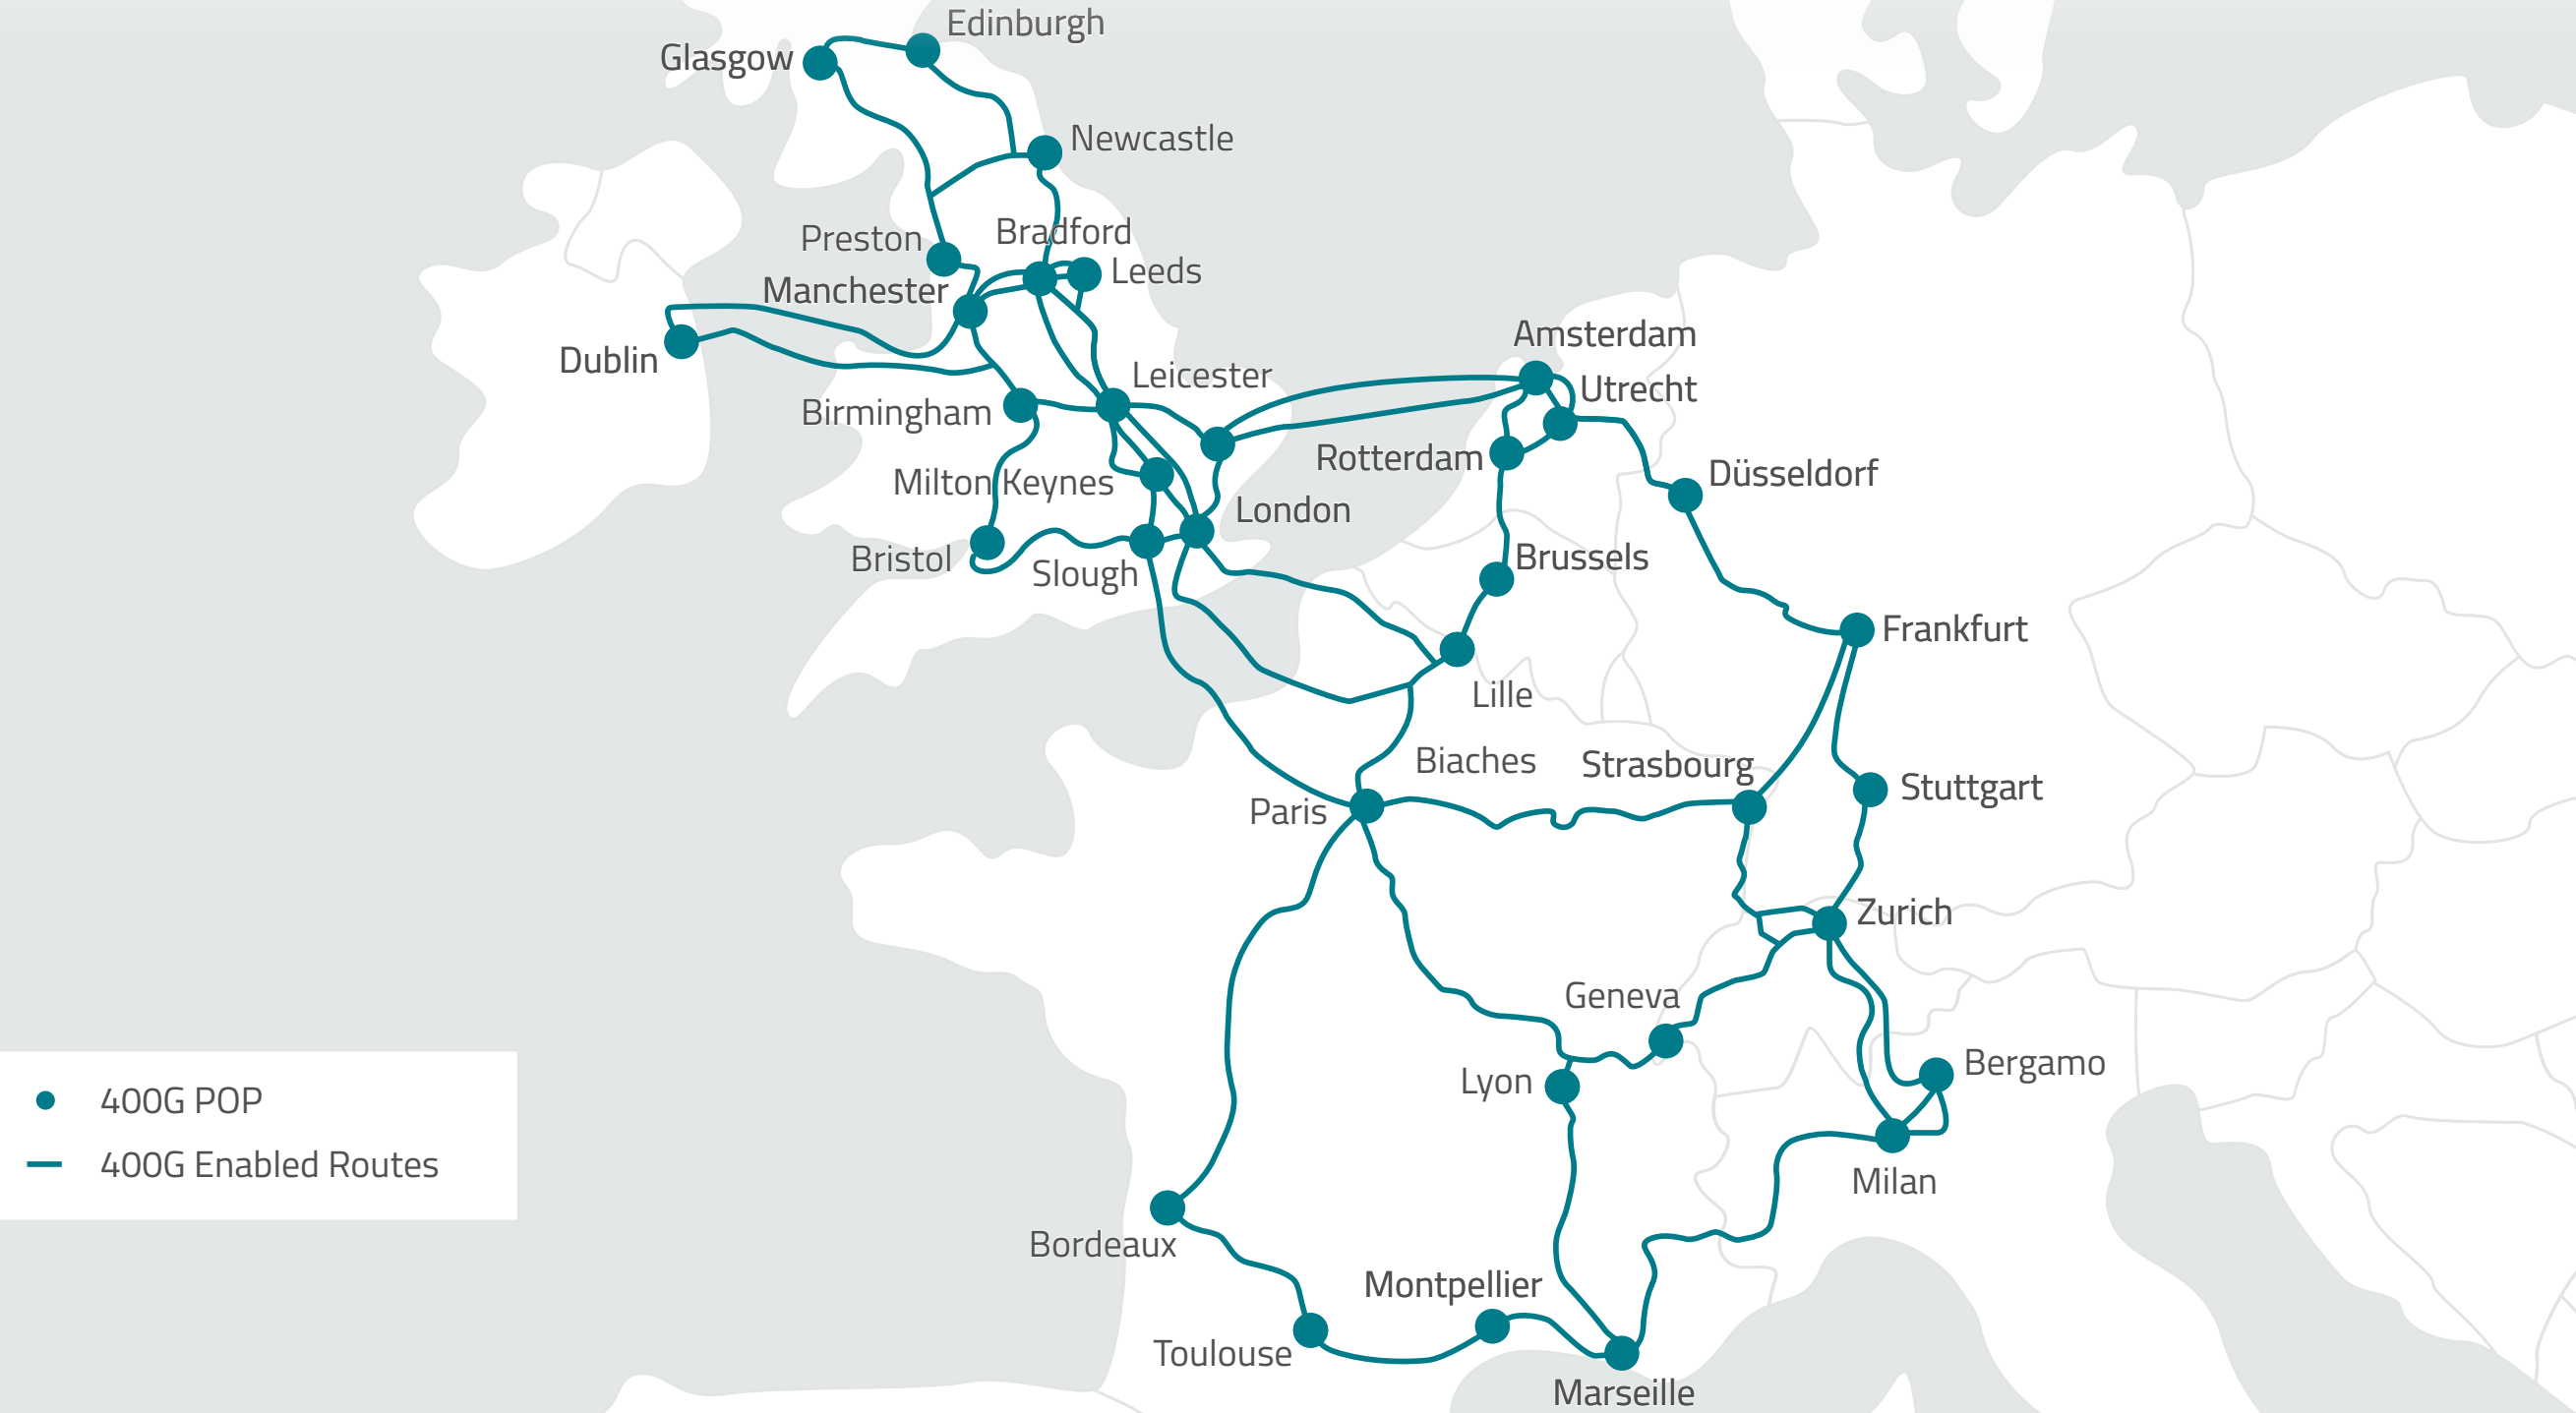 Edinburgh
Glasgow
Newcastle
Preston
Bradford
Leeds
Manchester
Dublin
Amsterdam
Leicester
Utrecht
Birmingham
Rotterdam
Düsseldorf
Milton Keynes
London
Bristol
Slough
Brussels
Frankfurt
Lille
Biaches
Strasbourg
Stuttgart
Paris
Zurich
Geneva
Bergamo
Lyon
400G POP
400G Enabled Routes
Milan
Bordeaux
Montpellier
Toulouse
Marseille